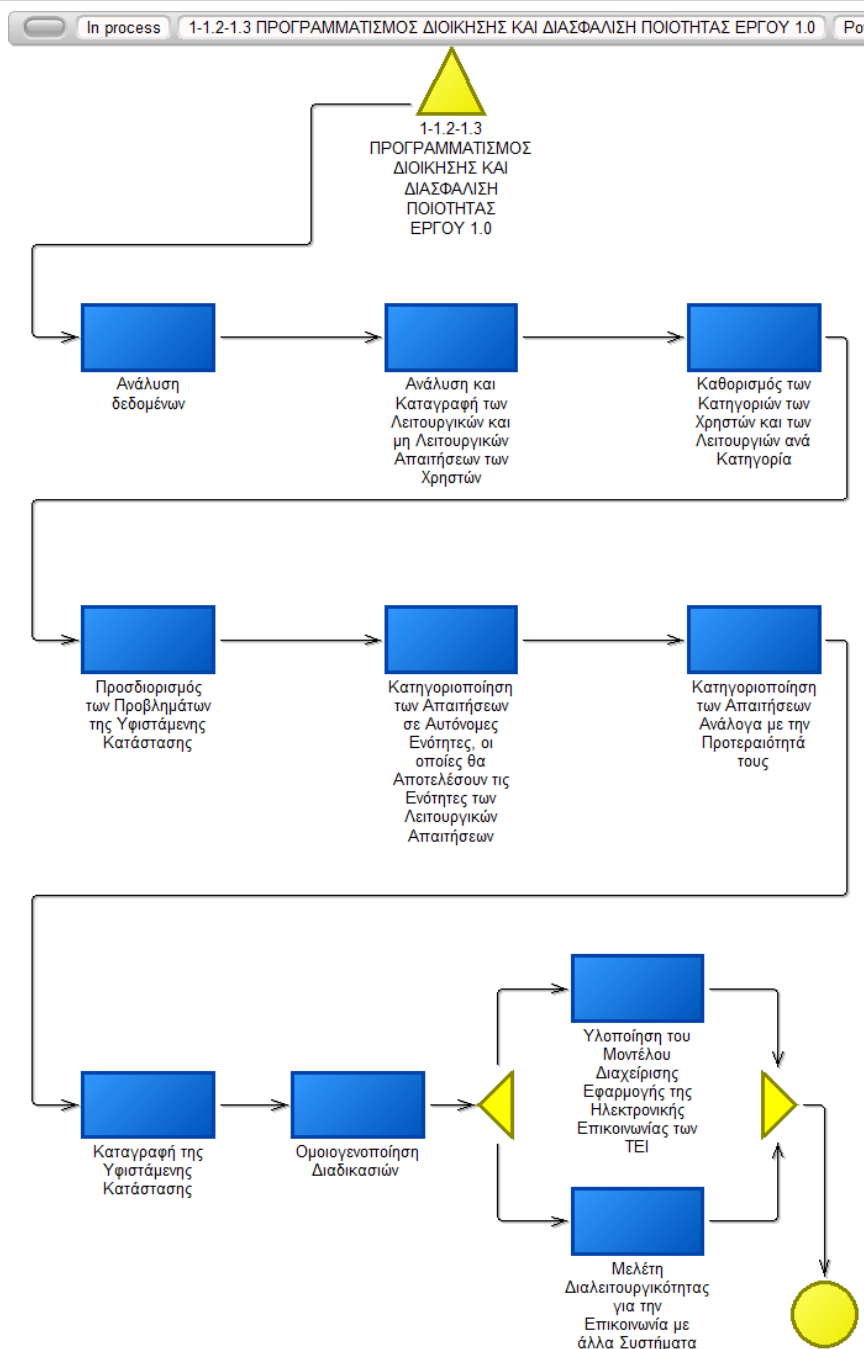 In process 1-1.2-1.3 ΠΡΟΓΡΑΜΜΑΤΙΣΜΟΣ ΔΙΟΙΚΗΣΗΣ ΚΑΙ ΔΙΑΣΦΑΛΙΣΗ ΠΟΙΟΤΗΤΑΣ ΕΡΓΟΥ 1.0
1-1.2-1.3
ΠΡΟΓΡΑΜΜΑΤΙΣΜΟΣ
ΔΙΟΙΚΗΣΗΣ ΚΑΙ
ΔΙΑΣΦΑΛΙΣΗ
ΠΟΙΟΤΗΤΑΣ
ΕΡΓΟΥ 1.0
Ανάλυση
δεδομένων
Ανάλυση και
Καταγραφή των
Λειτουργικών και
μη Λειτουργικών
Απαιτήσεων των
Χρηστών
Καθορισμός των
Κατηγοριών των
Χρηστών και των
Λειτουργιών ανά
Κατηγορία
Προσδιορισμός
των Προβλημάτων
της Υφιστάμενης
Κατάστασης
Κατηγοριοποίηση
των Απαιτήσεων
σε Αυτόνομες
Ενότητες, οι
οποίες θα
Αποτελέσουν τις
Ενότητες των
Λειτουργικών
Απαιτήσεων
Κατηγοριοποίηση
των Απαιτήσεων
Ανάλογα με την
Προτεραιότητά
τους
Καταγραφή της
Υφιστάμενης
Κατάστασης
Ομοιογενοποίηση
Διαδικασιών
Υλοποίηση του
Μοντέλου
Διαχείρισης
Εφαρμογής της
Ηλεκτρονικής
Επικοινωνίας των
ΤΕΙ
Μελέτη
Διαλειτουργικότητας
για την
Επικοινωνία με
άλλα Συστήματα